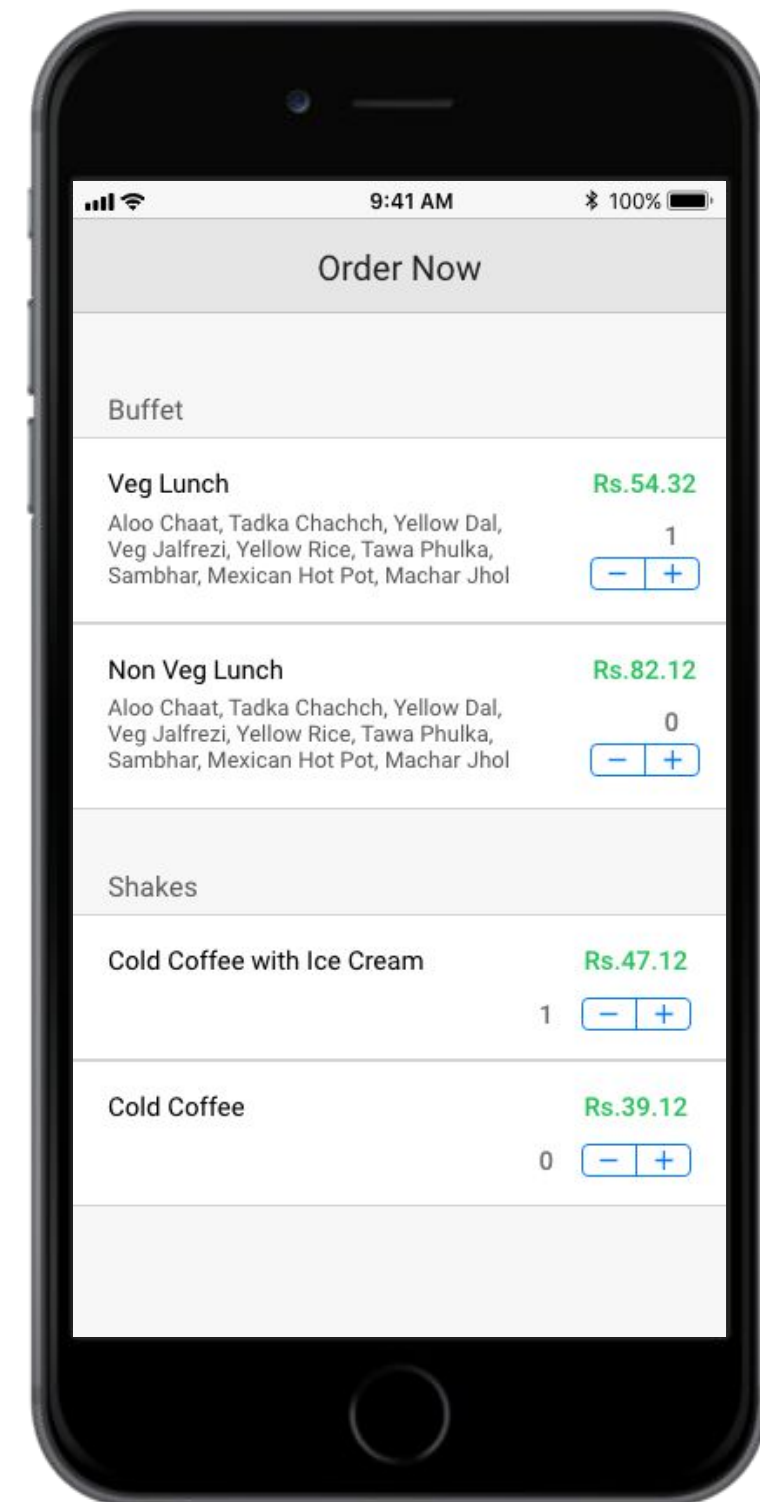 9:41 AM
100%
Order Now
Buffet
Veg Lunch
Rs.54.32
Aloo Chaat, Tadka Chachch, Yellow Dal,
Veg Jalfrezi, Yellow Rice, Tawa Phulka,
Sambhar, Mexican Hot Pot, Machar Jhol
1
− +
Non Veg Lunch
Rs.82.12
Aloo Chaat, Tadka Chachch, Yellow Dal,
Veg Jalfrezi, Yellow Rice, Tawa Phulka,
Sambhar, Mexican Hot Pot, Machar Jhol
0
− +
Shakes
Cold Coffee with Ice Cream
Rs.47.12
1 − +
Cold Coffee
Rs.39.12
0 − +